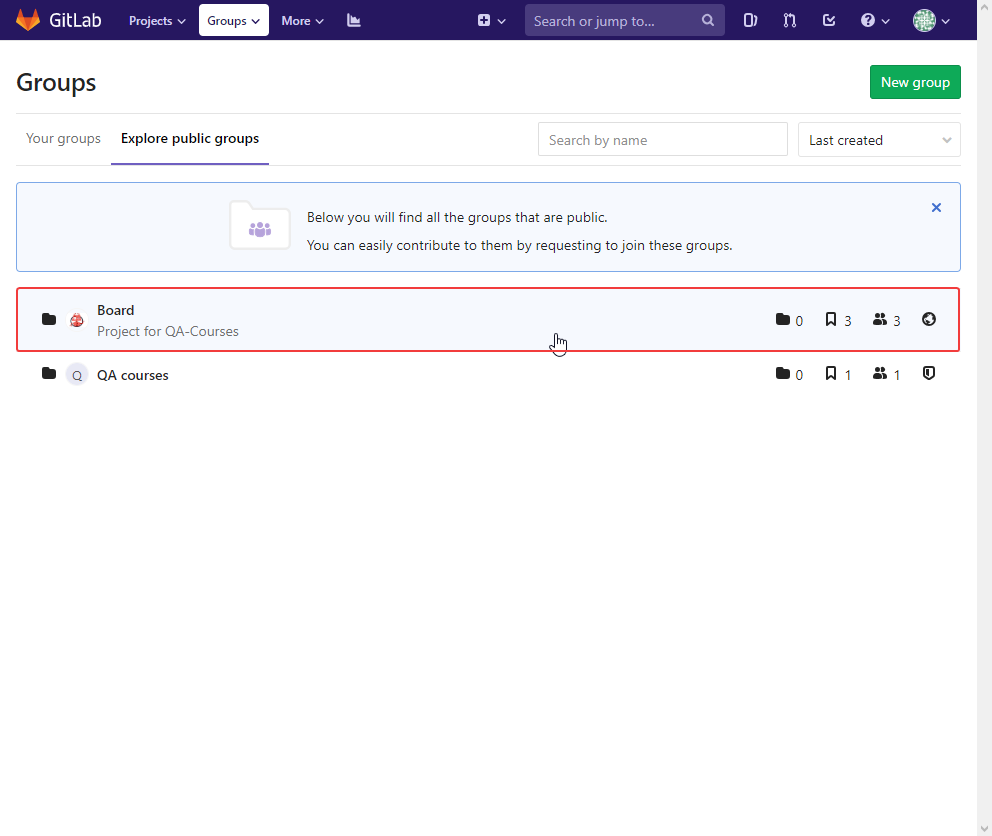 GitLab Projects Groups More Search or jump to...
Groups
New group
Your groups Explore public groups Search by name Last created
Below you will find all the groups that are public.
You can easily contribute to them by requesting to join these groups.
Board
Project for QA-Courses
0 3 3
Q QA courses 0 1 1